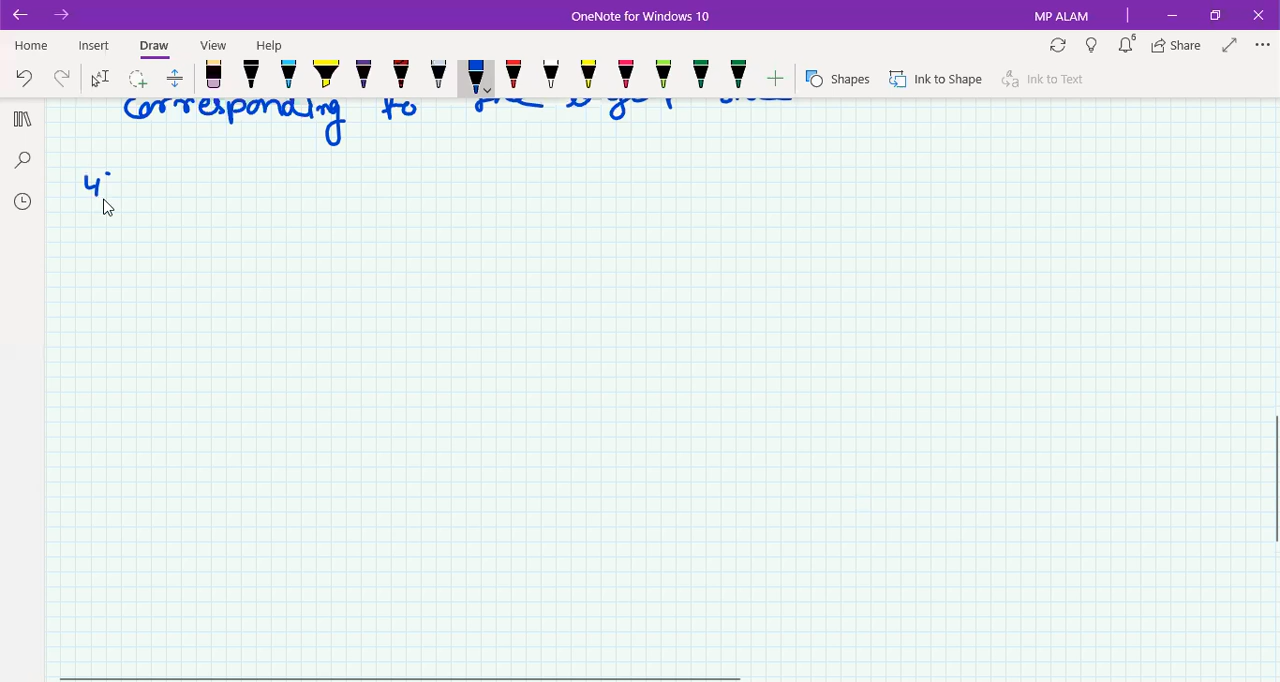 OneNote for Windows 10
MP ALAM
Home Insert Draw View Help
Share
Shapes
Ink to Shape
Ink to Text
corresponding to the
4